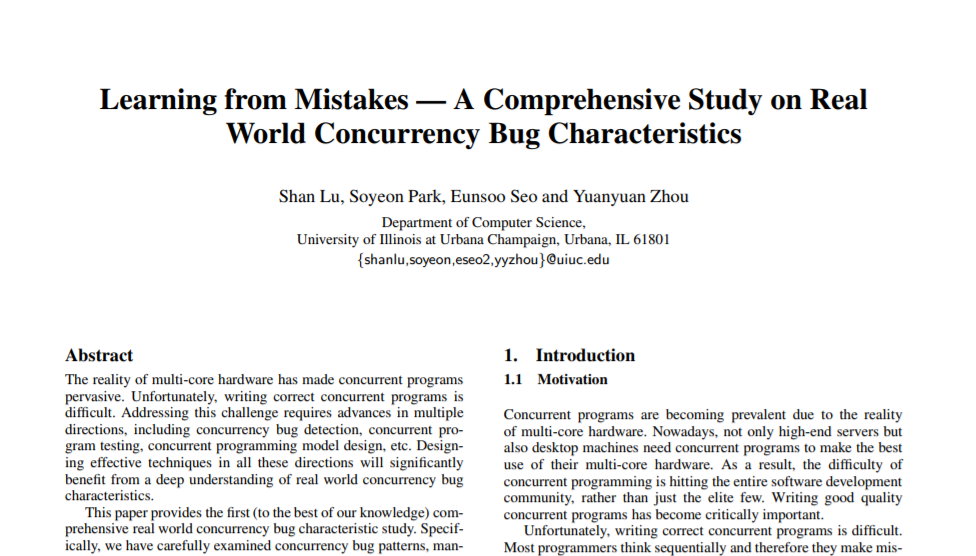 Learning from Mistakes — A Comprehensive Study on Real
World Concurrency Bug Characteristics
Shan Lu, Soyeon Park, Eunsoo Seo and Yuanyuan Zhou
Department of Computer Science,
University of Illinois at Urbana Champaign, Urbana, IL 61801
{shanlu,soyeon,eseo2,yyzhou}@uiuc.edu
Abstract
The reality of multi-core hardware has made concurrent programs
pervasive. Unfortunately, writing correct concurrent programs is
difficult. Addressing this challenge requires advances in multiple
directions, including concurrency bug detection, concurrent pro-
gram testing, concurrent programming model design, etc. Design-
ing effective techniques in all these directions will significantly
benefit from a deep understanding of real world concurrency bug
characteristics.
This paper provides the first (to the best of our knowledge) com-
prehensive real world concurrency bug characteristic study. Specif-
ically, we have carefully examined concurrency bug patterns, man-
1. Introduction
1.1 Motivation
Concurrent programs are becoming prevalent due to the reality
of multi-core hardware. Nowadays, not only high-end servers but
also desktop machines need concurrent programs to make the best
use of their multi-core hardware. As a result, the difficulty of
concurrent programming is hitting the entire software development
community, rather than just the elite few. Writing good quality
concurrent programs has become critically important.
Unfortunately, writing correct concurrent programs is difficult.
Most programmers think sequentially and therefore they make mis-